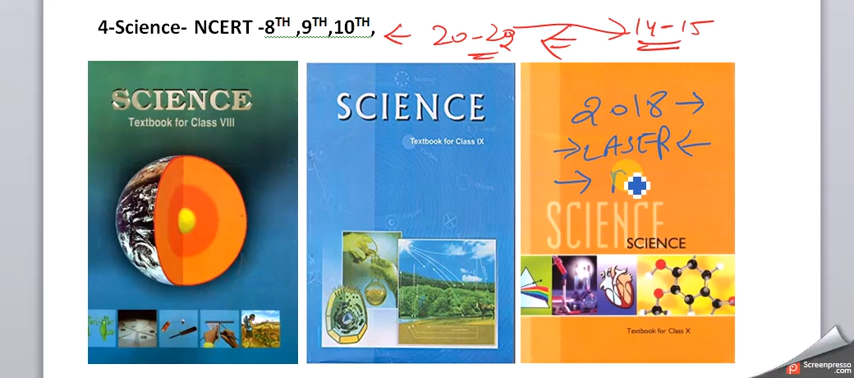 4-Science- NCERT -8TH ,9TH,10TH, ← 20-22 ← → 14-15
SCIENCE
Textbook for Class VIII
SCIENCE
Textbook for Class IX
2018 →
→ LASER ←
→
SCIENCE
SCIENCE
Textbook for Class X
Screenpresso
.com